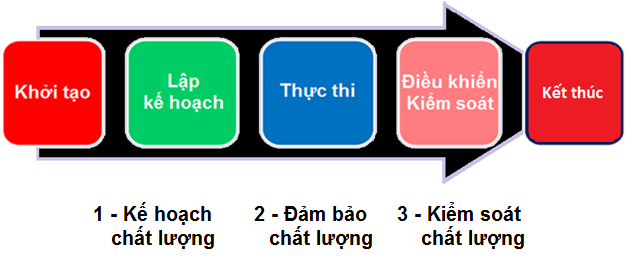 Khởi tạo
Lập
kế hoạch
Thực thi
Điều khiển
Kiểm soát
Kết thúc
1 - Kế hoạch
chất lượng
2 - Đảm bảo
chất lượng
3 - Kiểm soát
chất lượng